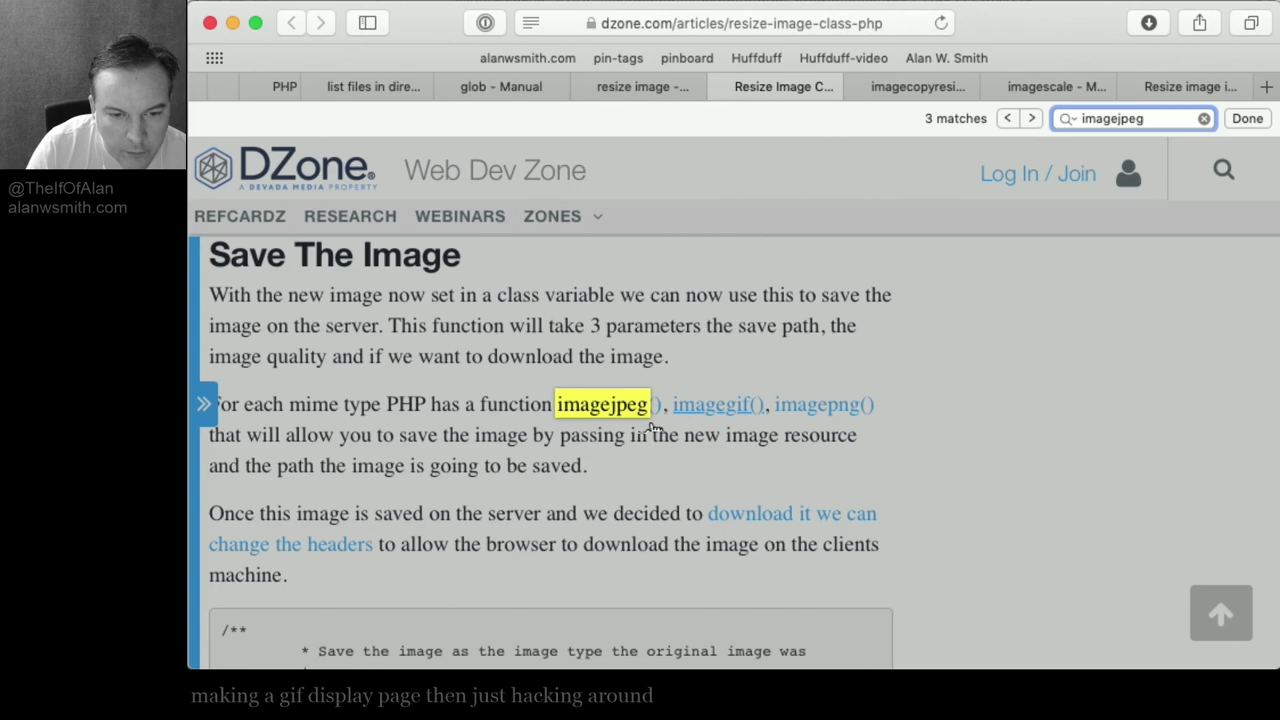 dzone.com/articles/resize-image-class-php
alanwsmith.com pin-tags pinboard Huffduff Huffduff-video Alan W. Smith
PHP list files in dire... glob - Manual resize image -... Resize Image C... imagecopyresi... imagescale - M... Resize image i...
3 matches imagejpeg Done
@TheIfOfAlan
alanwsmith.com
DZone.
A DEVADA MEDIA PROPERTY
Web Dev Zone
Log In / Join
REFCARDZ RESEARCH WEBINARS ZONES
Save The Image
With the new image now set in a class variable we can now use this to save the
image on the server. This function will take 3 parameters the save path, the
image quality and if we want to download the image.
For each mime type PHP has a function imagejpeg(), imagegif(), imagepng()
that will allow you to save the image by passing in the new image resource
and the path the image is going to be saved.
Once this image is saved on the server and we decided to download it we can
change the headers to allow the browser to download the image on the clients
machine.
/**
* Save the image as the image type the original image was
making a gif display page then just hacking around